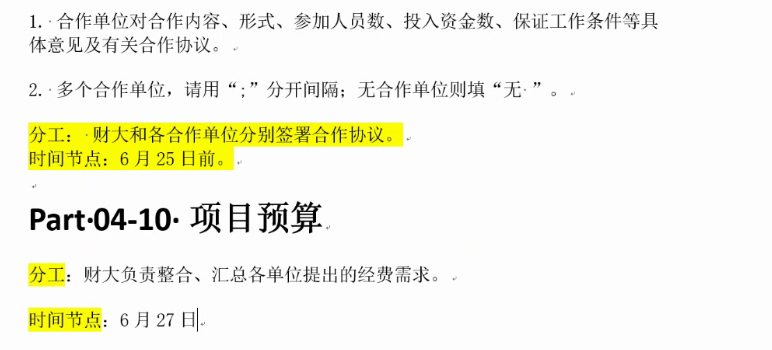 1. 合作单位对合作内容、形式、参加人员数、投入资金数、保证工作条件等具
体意见及有关合作协议。
2. 多个合作单位，请用“;”分开间隔；无合作单位则填“无 ”。
分工： 财大和各合作单位分别签署合作协议。
时间节点：6 月 25 日前。
Part 04-10 项目预算
分工：财大负责整合、汇总各单位提出的经费需求。
时间节点：6 月 27 日